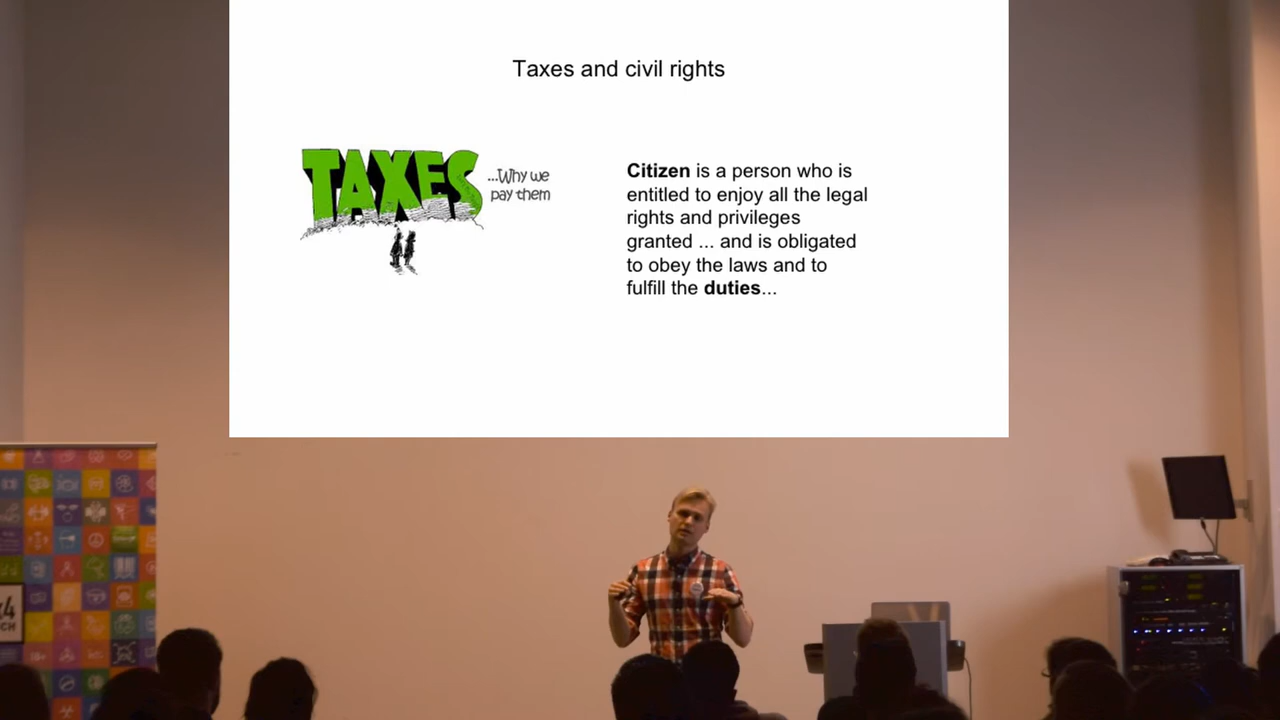 Taxes and civil rights
TAXES
...Why we
pay them
Citizen is a person who is
entitled to enjoy all the legal
rights and privileges
granted ... and is obligated
to obey the laws and to
fulfill the duties...